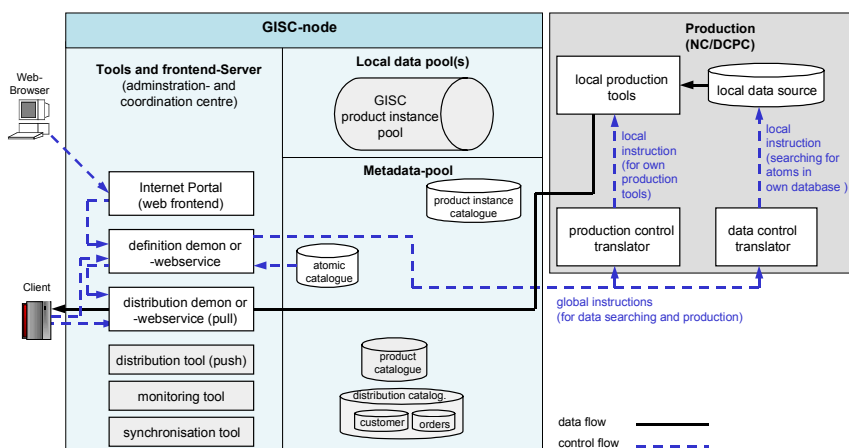 GISC-node
Production
(NC/DCPC)
Web-
Browser
Tools and frontend-Server
(adminstration- and
coordination centre)
Local data pool(s)
GISC
product instance
pool
local production
tools
local data source
local
instruction
(for own
production
tools)
local
instruction
(searching for
atoms in
own database )
Metadata-pool
Internet Portal
(web frontend)
product instance
catalogue
definition demon or
-webservice
atomic
catalogue
production control
translator
data control
translator
Client
distribution demon or
-webservice (pull)
global instructions
(for data searching and production)
distribution tool (push)
product
catalogue
monitoring tool
distribution catalog.
customer
orders
synchronisation tool
data flow
control flow